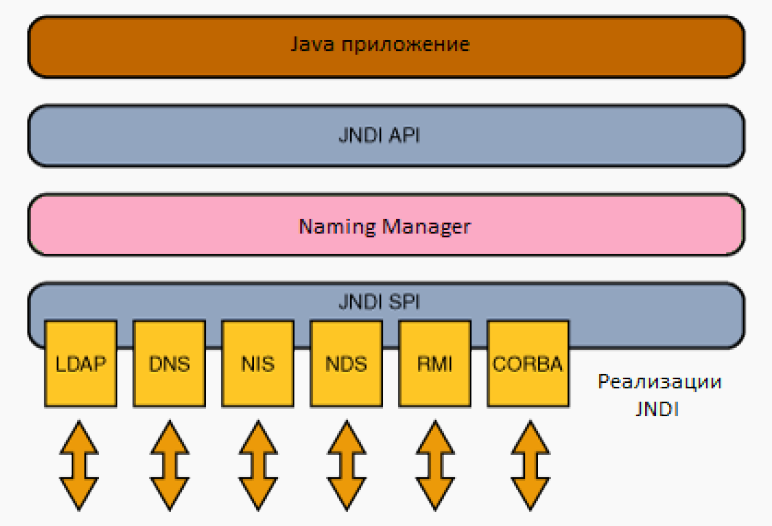 Java приложение
JNDI API
Naming Manager
JNDI SPI
LDAP
DNS
NIS
NDS
RMI
CORBA
Реализации
JNDI